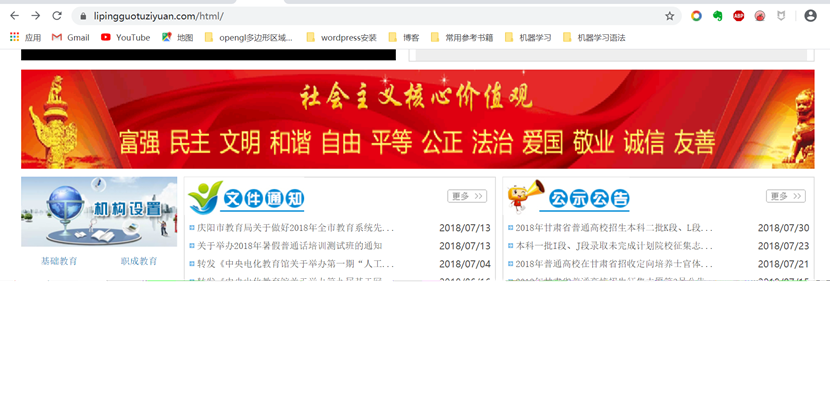 lipingguotuziyuan.com/html/
ABP
应用 Gmail YouTube 地图 opengl多边形区域... wordpress安装 博客 常用参考书籍 机器学习 机器学习语法
社会主义核心价值观
富强 民主 文明 和谐 自由 平等 公正 法治 爱国 敬业 诚信 友善
机构设置
基础教育 职成教育
文件通知 更多 >>
庆阳市教育局关于做好2018年全市教育系统先... 2018/07/13
关于举办2018年暑假普通话培训测试班的通知 2018/07/13
转发《中央电化教育馆关于举办第一期“人工... 2018/07/04
公示公告 更多 >>
2018年甘肃省普通高校招生本科二批K段、L段... 2018/07/30
本科一批I段、J段录取未完成计划院校征集志... 2018/07/23
2018年普通高校在甘肃省招收定向培养士官体... 2018/07/21